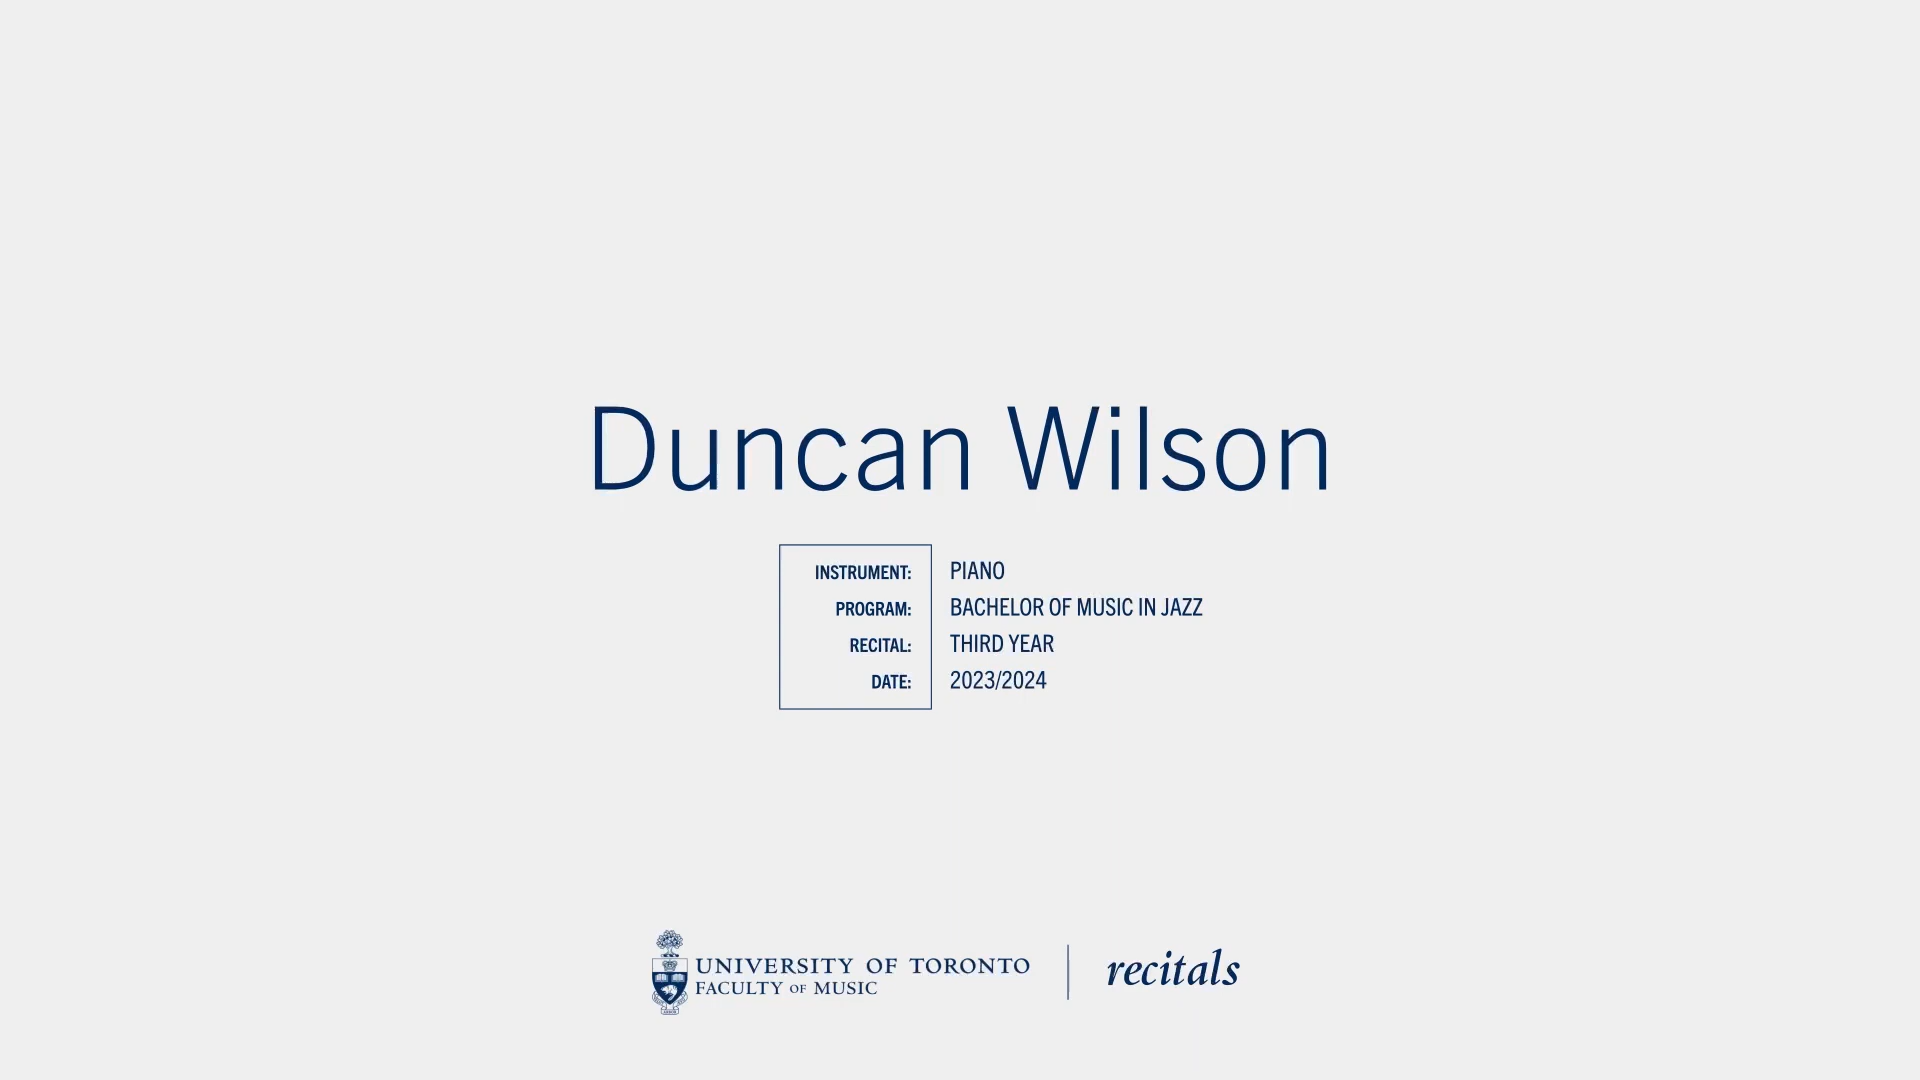 Duncan Wilson
INSTRUMENT: PIANO
PROGRAM: BACHELOR OF MUSIC IN JAZZ
RECITAL: THIRD YEAR
DATE: 2023/2024
UNIVERSITY OF TORONTO
FACULTY OF MUSIC
recitals